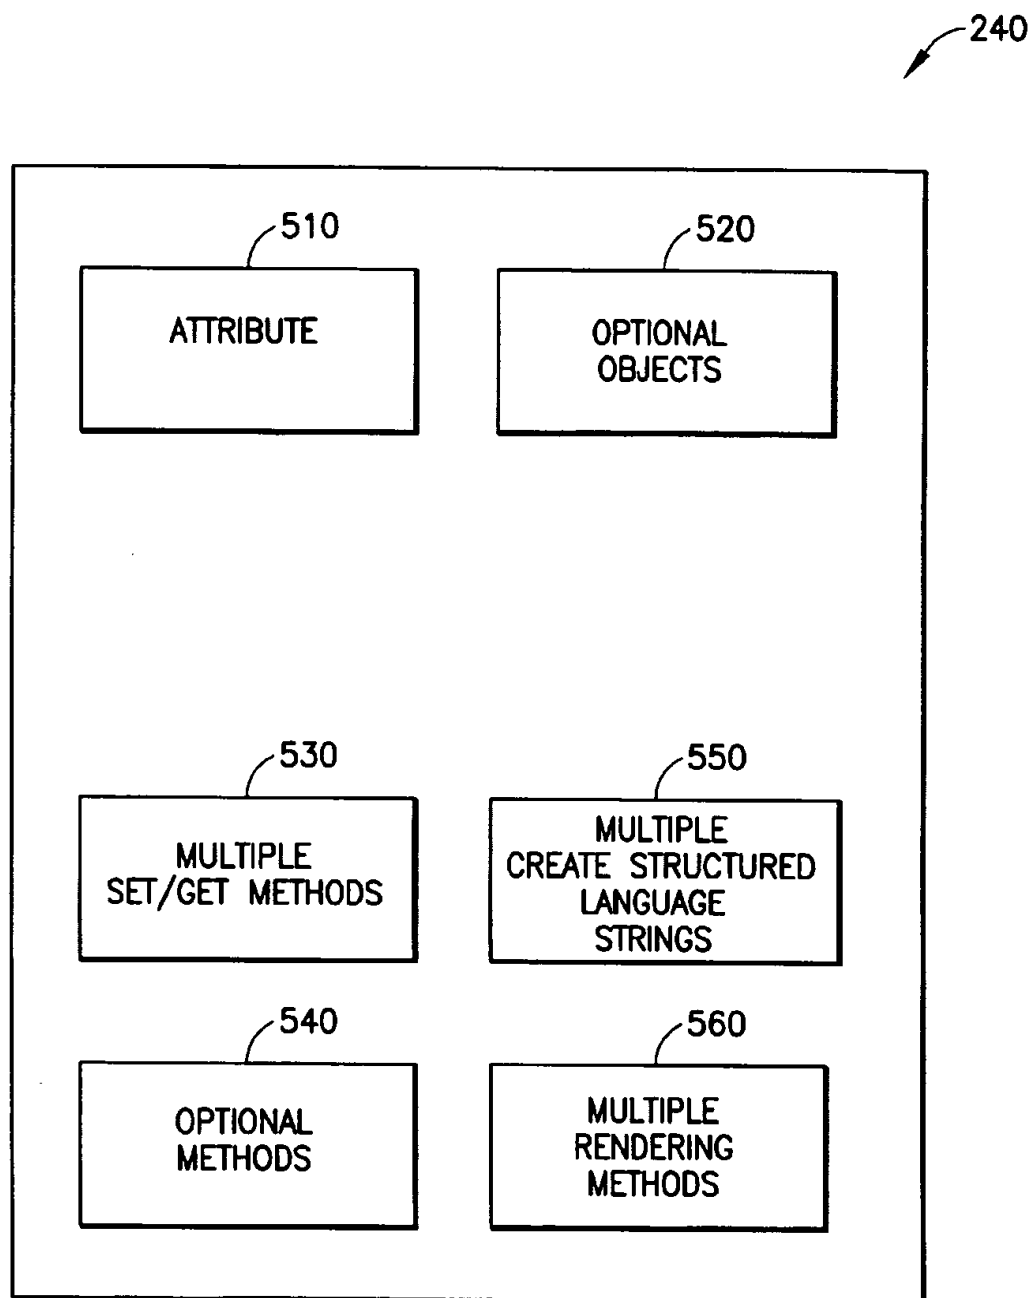 240
510
520
ATTRIBUTE
OPTIONAL
OBJECTS
530
550
MULTIPLE
SET/GET METHODS
MULTIPLE
CREATE STRUCTURED
LANGUAGE
STRINGS
540
560
OPTIONAL
METHODS
MULTIPLE
RENDERING
METHODS